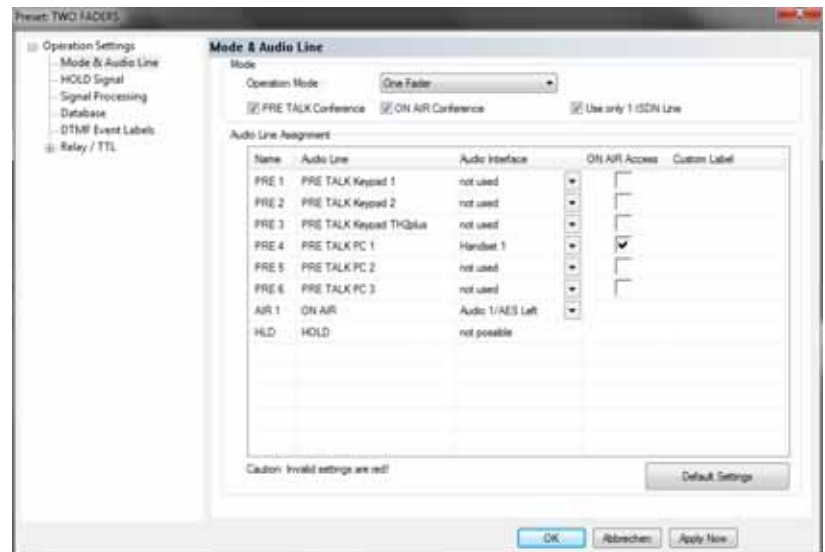 Preset: TWO FADERS
Operation Settings
Mode & Audio Line
HOLD Signal
Signal Processing
Database
DTMF Event Labels
Relay / TTL
Mode & Audio Line
Mode
Operation Mode One Fader
PRE TALK Conference ON AIR Conference Use only 1 ISDN Line
Audio Line Assignment
Name Audio Line Audio Interface ON AIR Access Custom Label
PRE 1 PRE TALK Keypad 1 not used
PRE 2 PRE TALK Keypad 2 not used
PRE 3 PRE TALK Keypad TH2plus not used
PRE 4 PRE TALK PC 1 Handset 1
PRE 5 PRE TALK PC 2 not used
PRE 6 PRE TALK PC 3 not used
AIR 1 ON AIR Audio 1/AES Left
HLD HOLD not possible
Caution: Invalid settings are red!
Default Settings
OK Abbrechen Apply Now